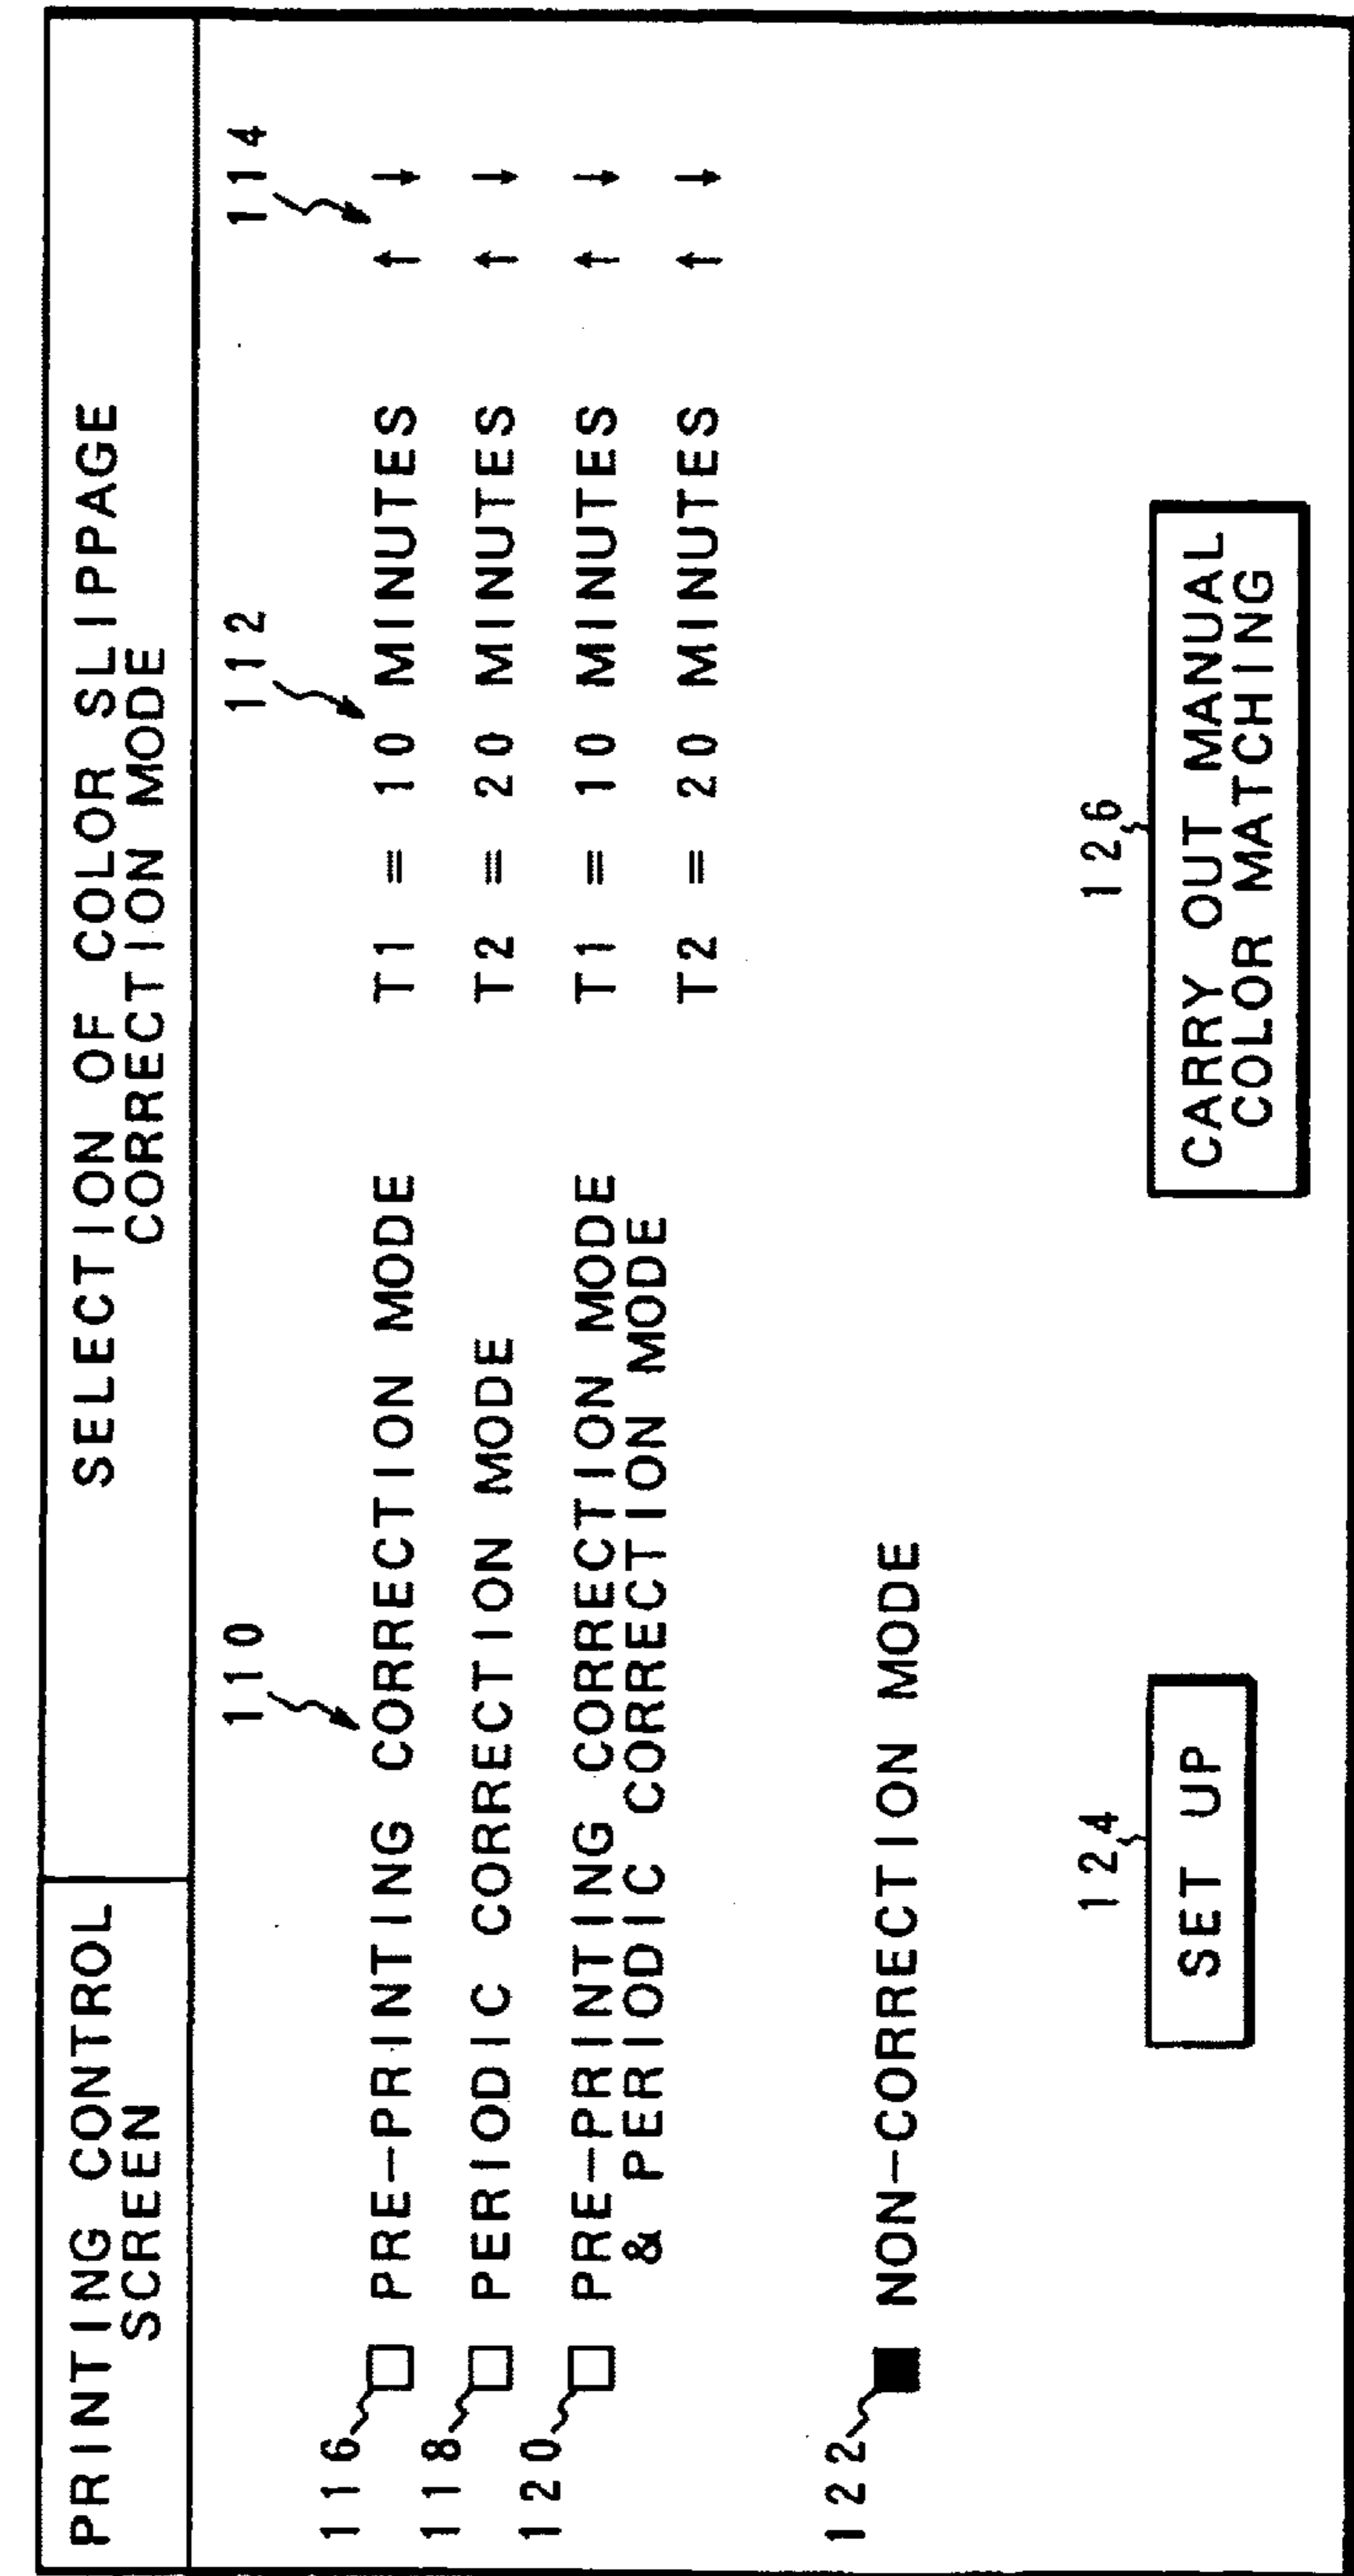 PRINTING CONTROL
SCREEN
SELECTION OF COLOR SLIPPAGE
CORRECTION MODE
110
112
114
116
PRE-PRINTING CORRECTION MODE
T1 = 10 MINUTES ↑ ↓
118
PERIODIC CORRECTION MODE
T2 = 20 MINUTES ↑ ↓
120
PRE-PRINTING CORRECTION MODE
& PERIODIC CORRECTION MODE
T1 = 10 MINUTES ↑ ↓
T2 = 20 MINUTES ↑ ↓
122
NON-CORRECTION MODE
124
SET UP
126
CARRY OUT MANUAL
COLOR MATCHING